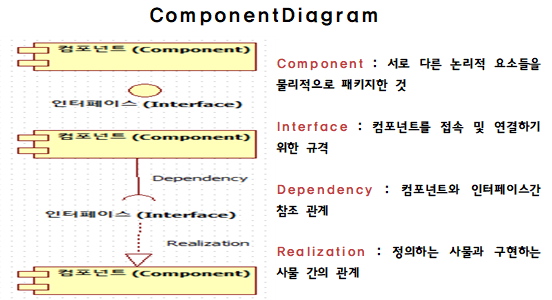 ComponentDiagram
컴포넌트 (Component)
인터페이스 (Interface)
컴포넌트 (Component)
Dependency
인터페이스 (Interface)
Realization
컴포넌트 (Component)
Component : 서로 다른 논리적 요소들을
물리적으로 패키지한 것
Interface : 컴포넌트를 접속 및 연결하기
위한 규격
Dependency : 컴포넌트와 인터페이스간
참조 관계
Realization : 정의하는 사물과 구현하는
사물 간의 관계